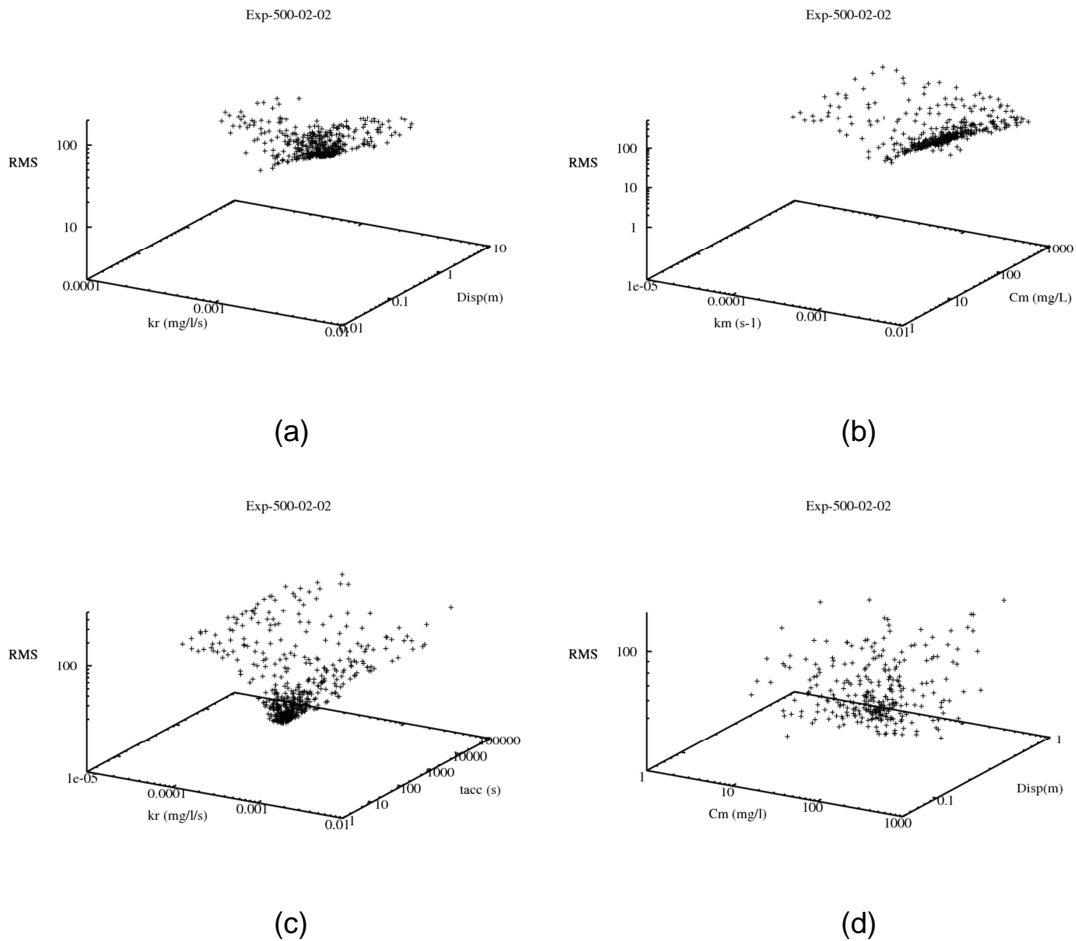 Exp-500-02-02
Exp-500-02-02
RMS
100
10
0.0001
0.001
0.01
kr (mg/l/s)
0.01
0.1
1
10
Disp(m)
RMS
100
10
1
1e-05
0.0001
0.001
0.01
km (s-1)
1
10
100
1000
Cm (mg/L)
(a)
(b)
Exp-500-02-02
Exp-500-02-02
RMS
100
1e-05
0.0001
0.001
0.01
kr (mg/l/s)
1
10
100
1000
10000
tacc (s)
RMS
100
1
10
100
1000
Cm (mg/l)
0.1
1
Disp(m)
(c)
(d)